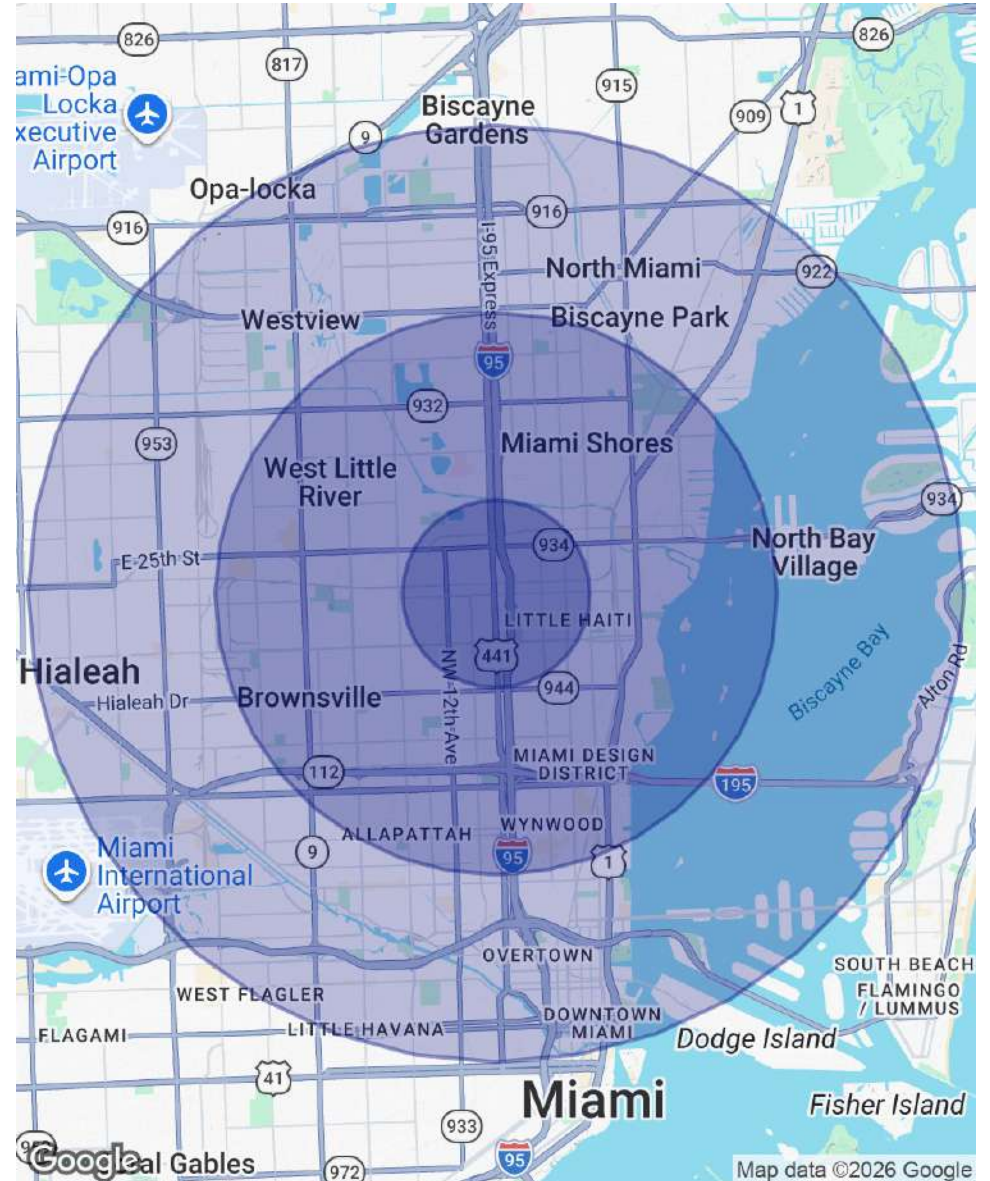 826
826
817
915
ami-Opa
Locka
xecutive
Airport
Biscayne
Gardens
909
1
9
Opa-locka
916
916
I-95 Express
North Miami
922
Westview
Biscayne Park
95
932
953
Miami Shores
West Little
River
934
934
North Bay
Village
E 25th St
LITTLE HAITI
441
Hialeah
Hialeah Dr
Brownsville
NW 12th Ave
944
Biscayne Bay
Alton Rd
MIAMI DESIGN
DISTRICT
112
195
ALLAPATTAH
WYNWOOD
9
95
1
Miami
International
Airport
OVERTOWN
SOUTH BEACH
FLAMINGO
/ LUMMUS
WEST FLAGLER
FLAGAMI
LITTLE HAVANA
DOWNTOWN
MIAMI
Dodge Island
41
Miami
Fisher Island
933
Google
al Gables
972
95
Map data ©2026 Google